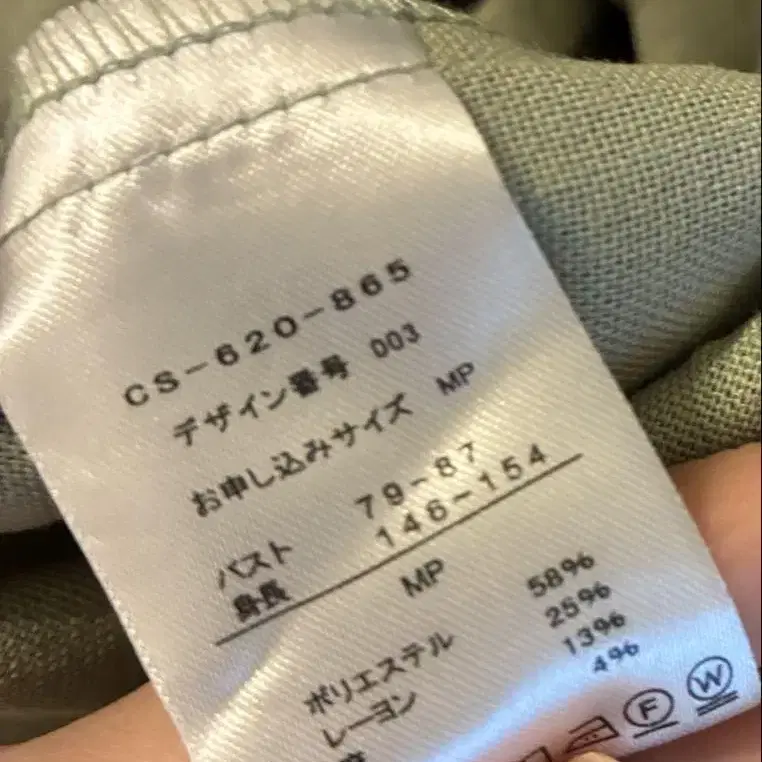 CS-620-865
デザイン番号 003
お申し込みサイズ MP
バスト 79-87
身長 146-154
MP
ポリエステル 58%
レーヨン 25%
13%
4%
F W